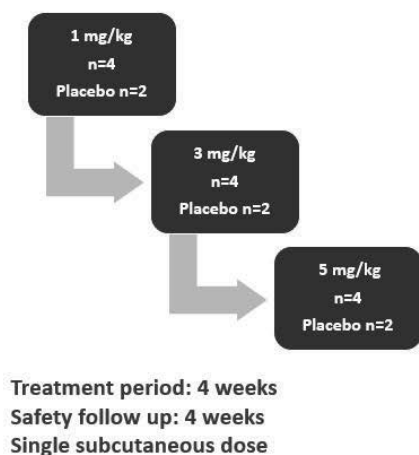 1 mg/kg
n=4
Placebo n=2
3 mg/kg
n=4
Placebo n=2
5 mg/kg
n=4
Placebo n=2
Treatment period: 4 weeks
Safety follow up: 4 weeks
Single subcutaneous dose